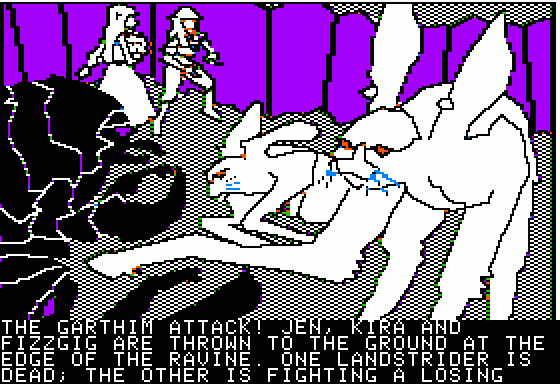 THE GARTHIM ATTACK! JEN, KIRA AND
FIZZGIG ARE THROWN TO THE GROUND AT THE
EDGE OF THE RAVINE. ONE LANDSTRIDER IS
DEAD; THE OTHER IS FIGHTING A LOSING